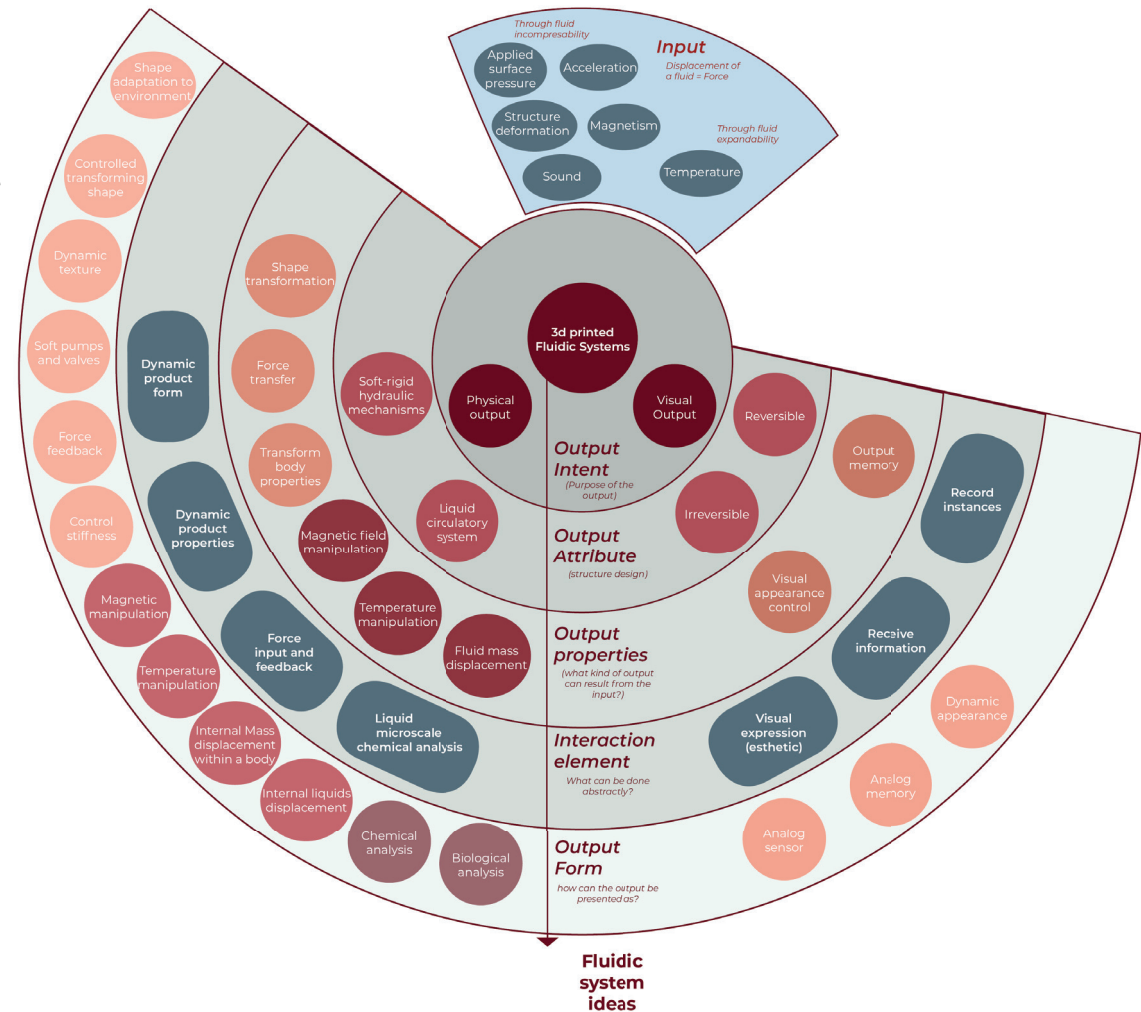 Through fluid
incompresability
Input
Displacement of
a fluid = Force
Applied
surface
pressure
Acceleration
Structure
deformation
Magnetism
Through fluid
expandability
Sound
Temperature
3d printed
Fluidic Systems
Physical
output
Visual
Output
Output
Intent
(Purpose of the
output)
Soft-rigid
hydraulic
mechanisms
Liquid
circulatory
system
Reversible
Irreversible
Output
Attribute
(structure design)
Shape
transformation
Force
transfer
Transform
body
properties
Magnetic field
manipulation
Temperature
manipulation
Fluid mass
displacement
Output
memory
Visual
appearance
control
Output
properties
(what kind of output
can result from the
input?)
Dynamic
product
form
Dynamic
product
properties
Force
input and
feedback
Liquid
microscale
chemical analysis
Record
instances
Receive
information
Visual
expression
(esthetic)
Interaction
element
What can be done
abstractly?
Shape
adaptation to
environment
Controlled
transforming
shape
Dynamic
texture
Soft pumps
and valves
Force
feedback
Control
stiffness
Magnetic
manipulation
Temperature
manipulation
Internal Mass
displacement
within a body
Internal liquids
displacement
Chemical
analysis
Biological
analysis
Dynamic
appearance
Analog
memory
Analog
sensor
Output
Form
how can the output be
presented as?
Fluidic
system
ideas